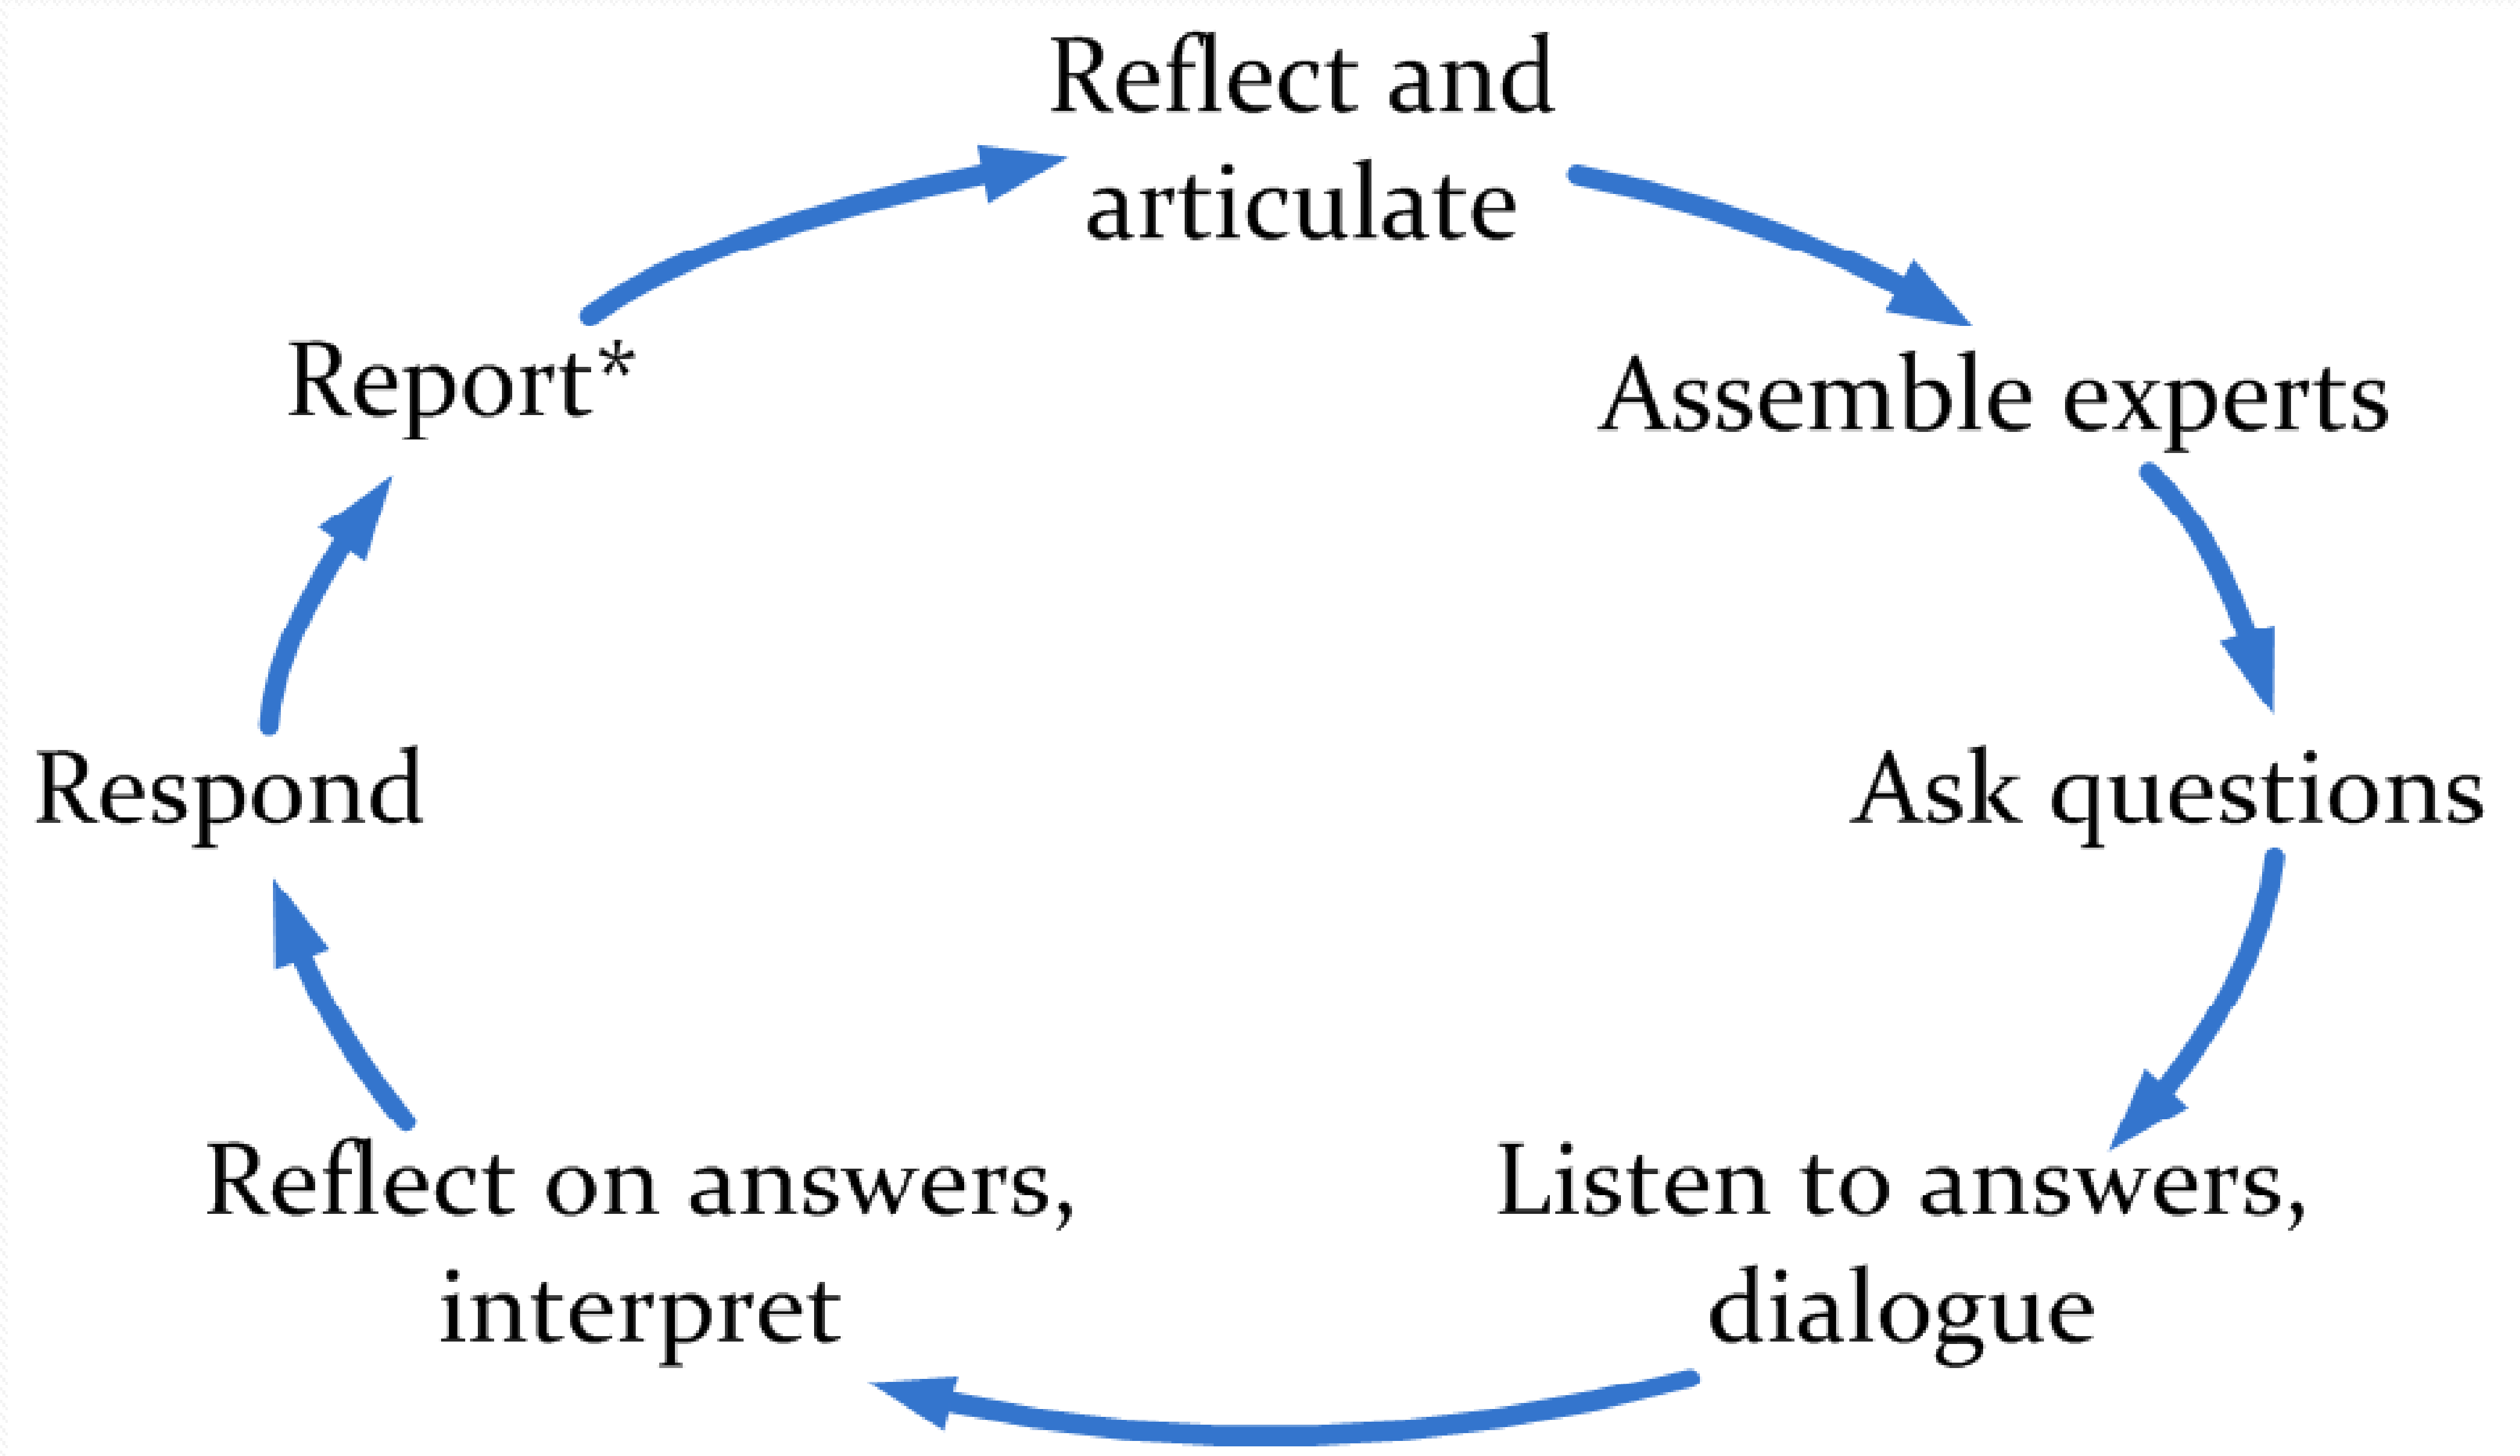 Reflect and
articulate
Assemble experts
Ask questions
Listen to answers,
dialogue
Reflect on answers,
interpret
Respond
Report*